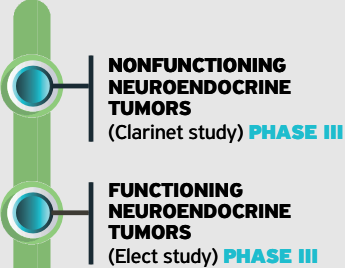 NONFUNCTIONING
NEUROENDOCRINE
TUMORS
(Clarinet study) PHASE III
FUNCTIONING
NEUROENDOCRINE
TUMORS
(Elect study) PHASE III